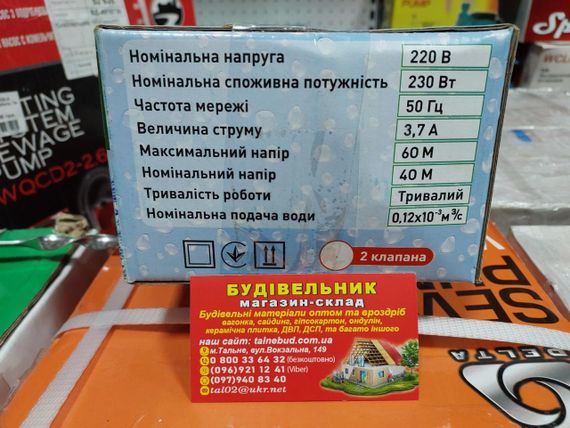 Номінальна напруга 220 В
Номінальна споживна потужність 230 Вт
Частота мережі 50 Гц
Величина струму 3,7 А
Максимальний напір 60 М
Номінальний напір 40 М
Тривалість роботи Тривалий
Номінальна подача води 0,12х10⁻³м³/с
2 клапана
БУДІВЕЛЬНИК
магазин-склад
Будівельні матеріали оптом та вроздріб
вагонка, сайдинг, гіпсокартон, ондулін,
керамічна плитка, ДВП, ДСП, та багато іншого
наш сайт: talnebud.com.ua
м.Тальне, вул.Вокзальна, 149
0 800 33 64 32 (безкоштовно)
(096)921 12 41 (Viber)
(097)940 83 40
tal02@ukr.net
PUMP
WQCD2-2,6
DELTA